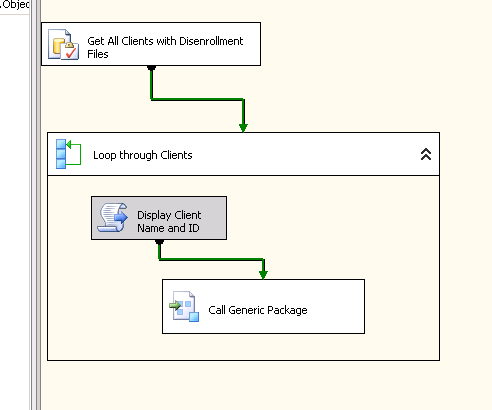 .Objec
Get All Clients with Disenrollment
Files
Loop through Clients
Display Client
Name and ID
Call Generic Package